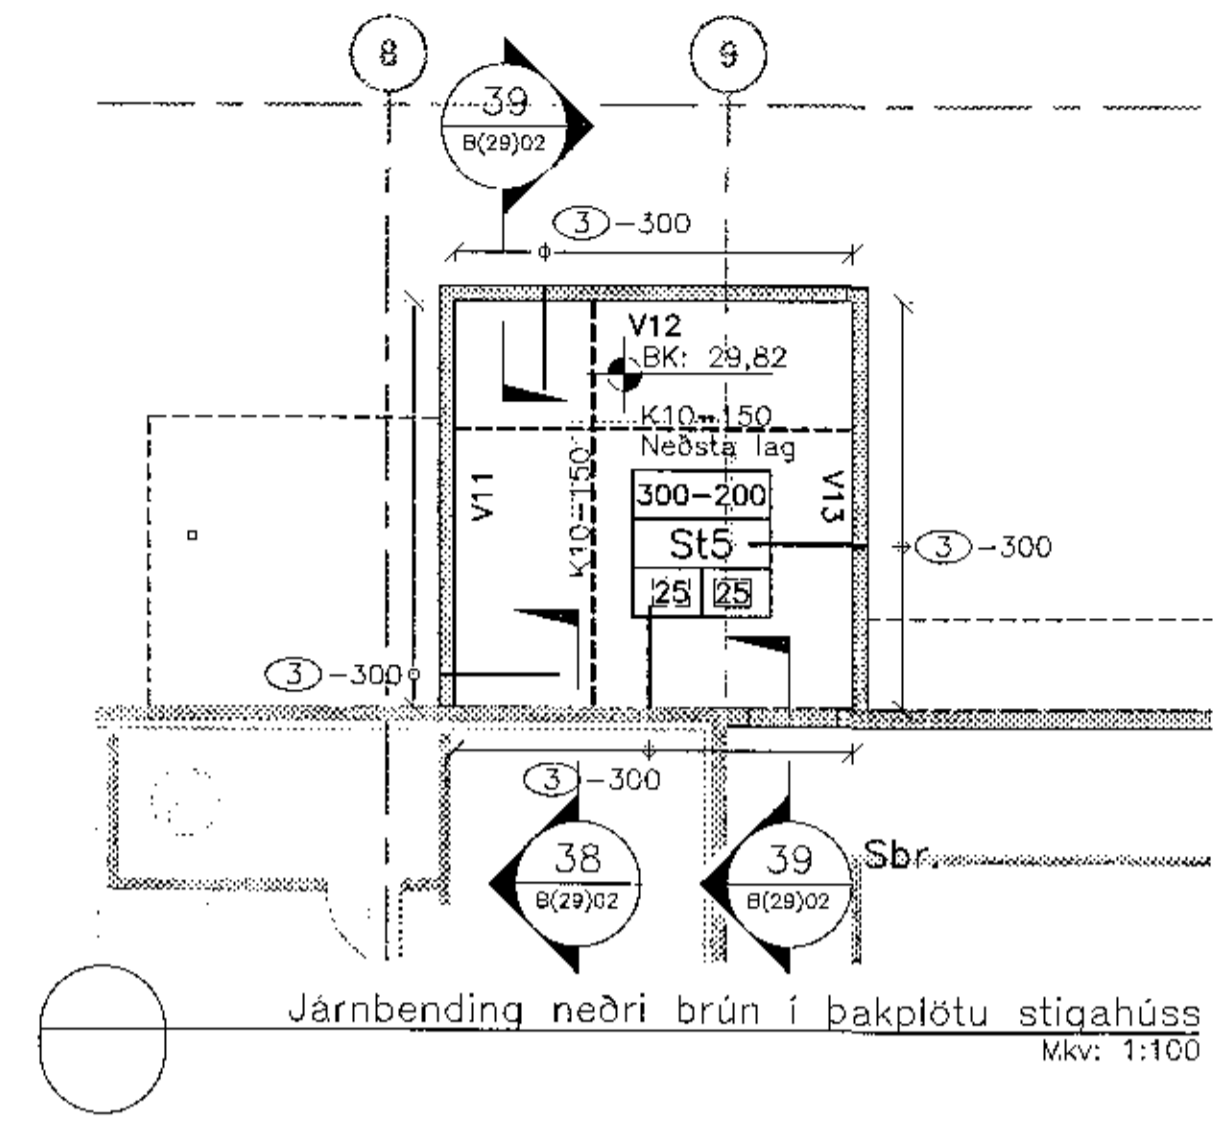 8
9
39
B(29)02
3 -300
V12
BK: 29,82
K10-150
Neðsta lag
V11
K10-150
V13
300-200
St5
25 25
3 -300
3 -300
3 -300
38
B(29)02
39
B(29)02
Sbr.
Járnbending neðri brún í þakplötu stigahúss
Mkv: 1:100